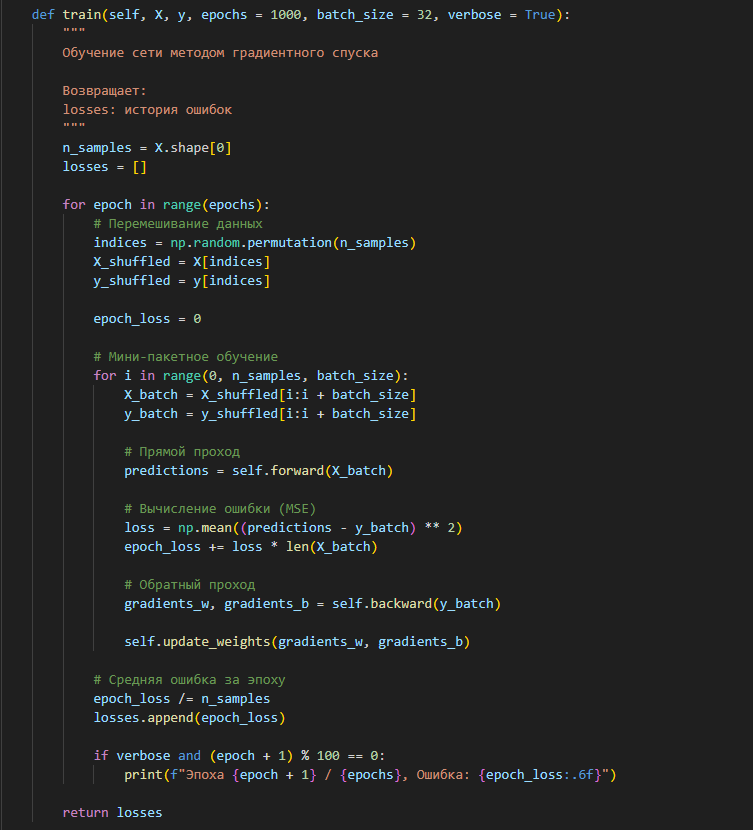 def train(self, X, y, epochs = 1000, batch_size = 32, verbose = True):
"""
Обучение сети методом градиентного спуска
Возвращает:
losses: история ошибок
"""
n_samples = X.shape[0]
losses = []
for epoch in range(epochs):
# Перемешивание данных
indices = np.random.permutation(n_samples)
X_shuffled = X[indices]
y_shuffled = y[indices]
epoch_loss = 0
# Мини-пакетное обучение
for i in range(0, n_samples, batch_size):
X_batch = X_shuffled[i:i + batch_size]
y_batch = y_shuffled[i:i + batch_size]
# Прямой проход
predictions = self.forward(X_batch)
# Вычисление ошибки (MSE)
loss = np.mean((predictions - y_batch) ** 2)
epoch_loss += loss * len(X_batch)
# Обратный проход
gradients_w, gradients_b = self.backward(y_batch)
self.update_weights(gradients_w, gradients_b)
# Средняя ошибка за эпоху
epoch_loss /= n_samples
losses.append(epoch_loss)
if verbose and (epoch + 1) % 100 == 0:
print(f"Эпоха {epoch + 1} / {epochs}, Ошибка: {epoch_loss:.6f}")
return losses